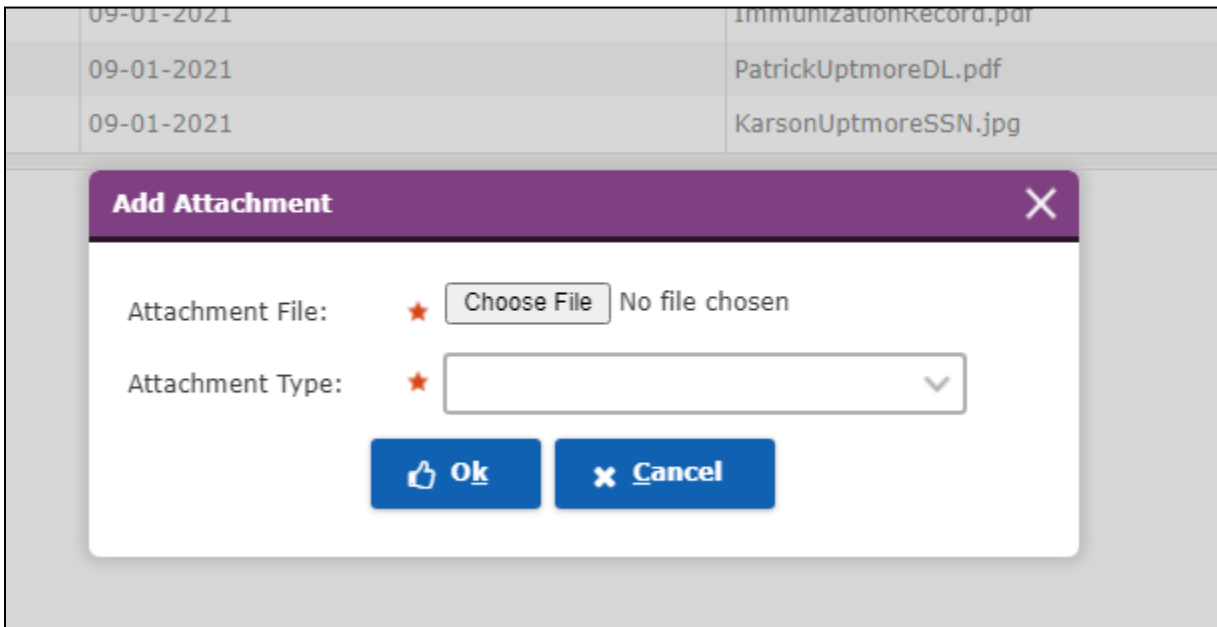 09-01-2021 ImmunizationRecord.pdf
09-01-2021 PatrickUptmoreDL.pdf
09-01-2021 KarsonUptmoreSSN.jpg
Add Attachment
Attachment File: Choose File No file chosen
Attachment Type:
Ok Cancel